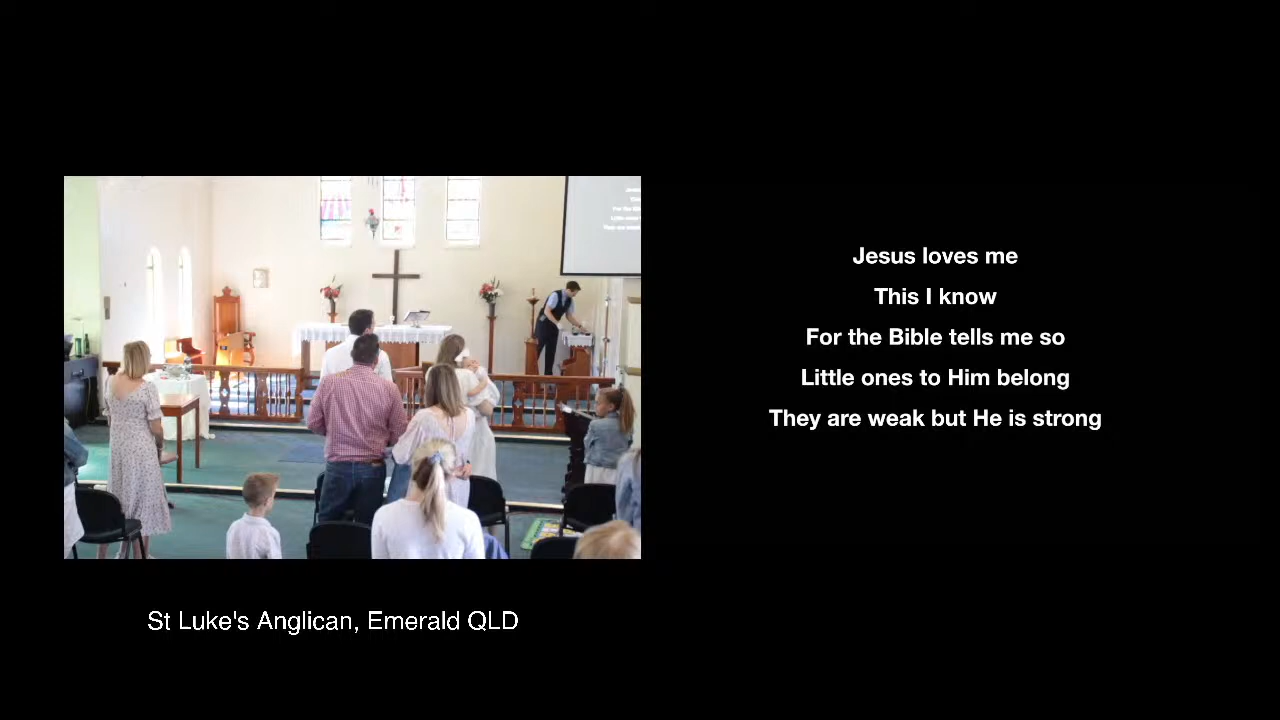 Jesus loves me
This I know
For the Bible tells me so
Little ones to Him belong
They are weak but He is strong
St Luke's Anglican, Emerald QLD